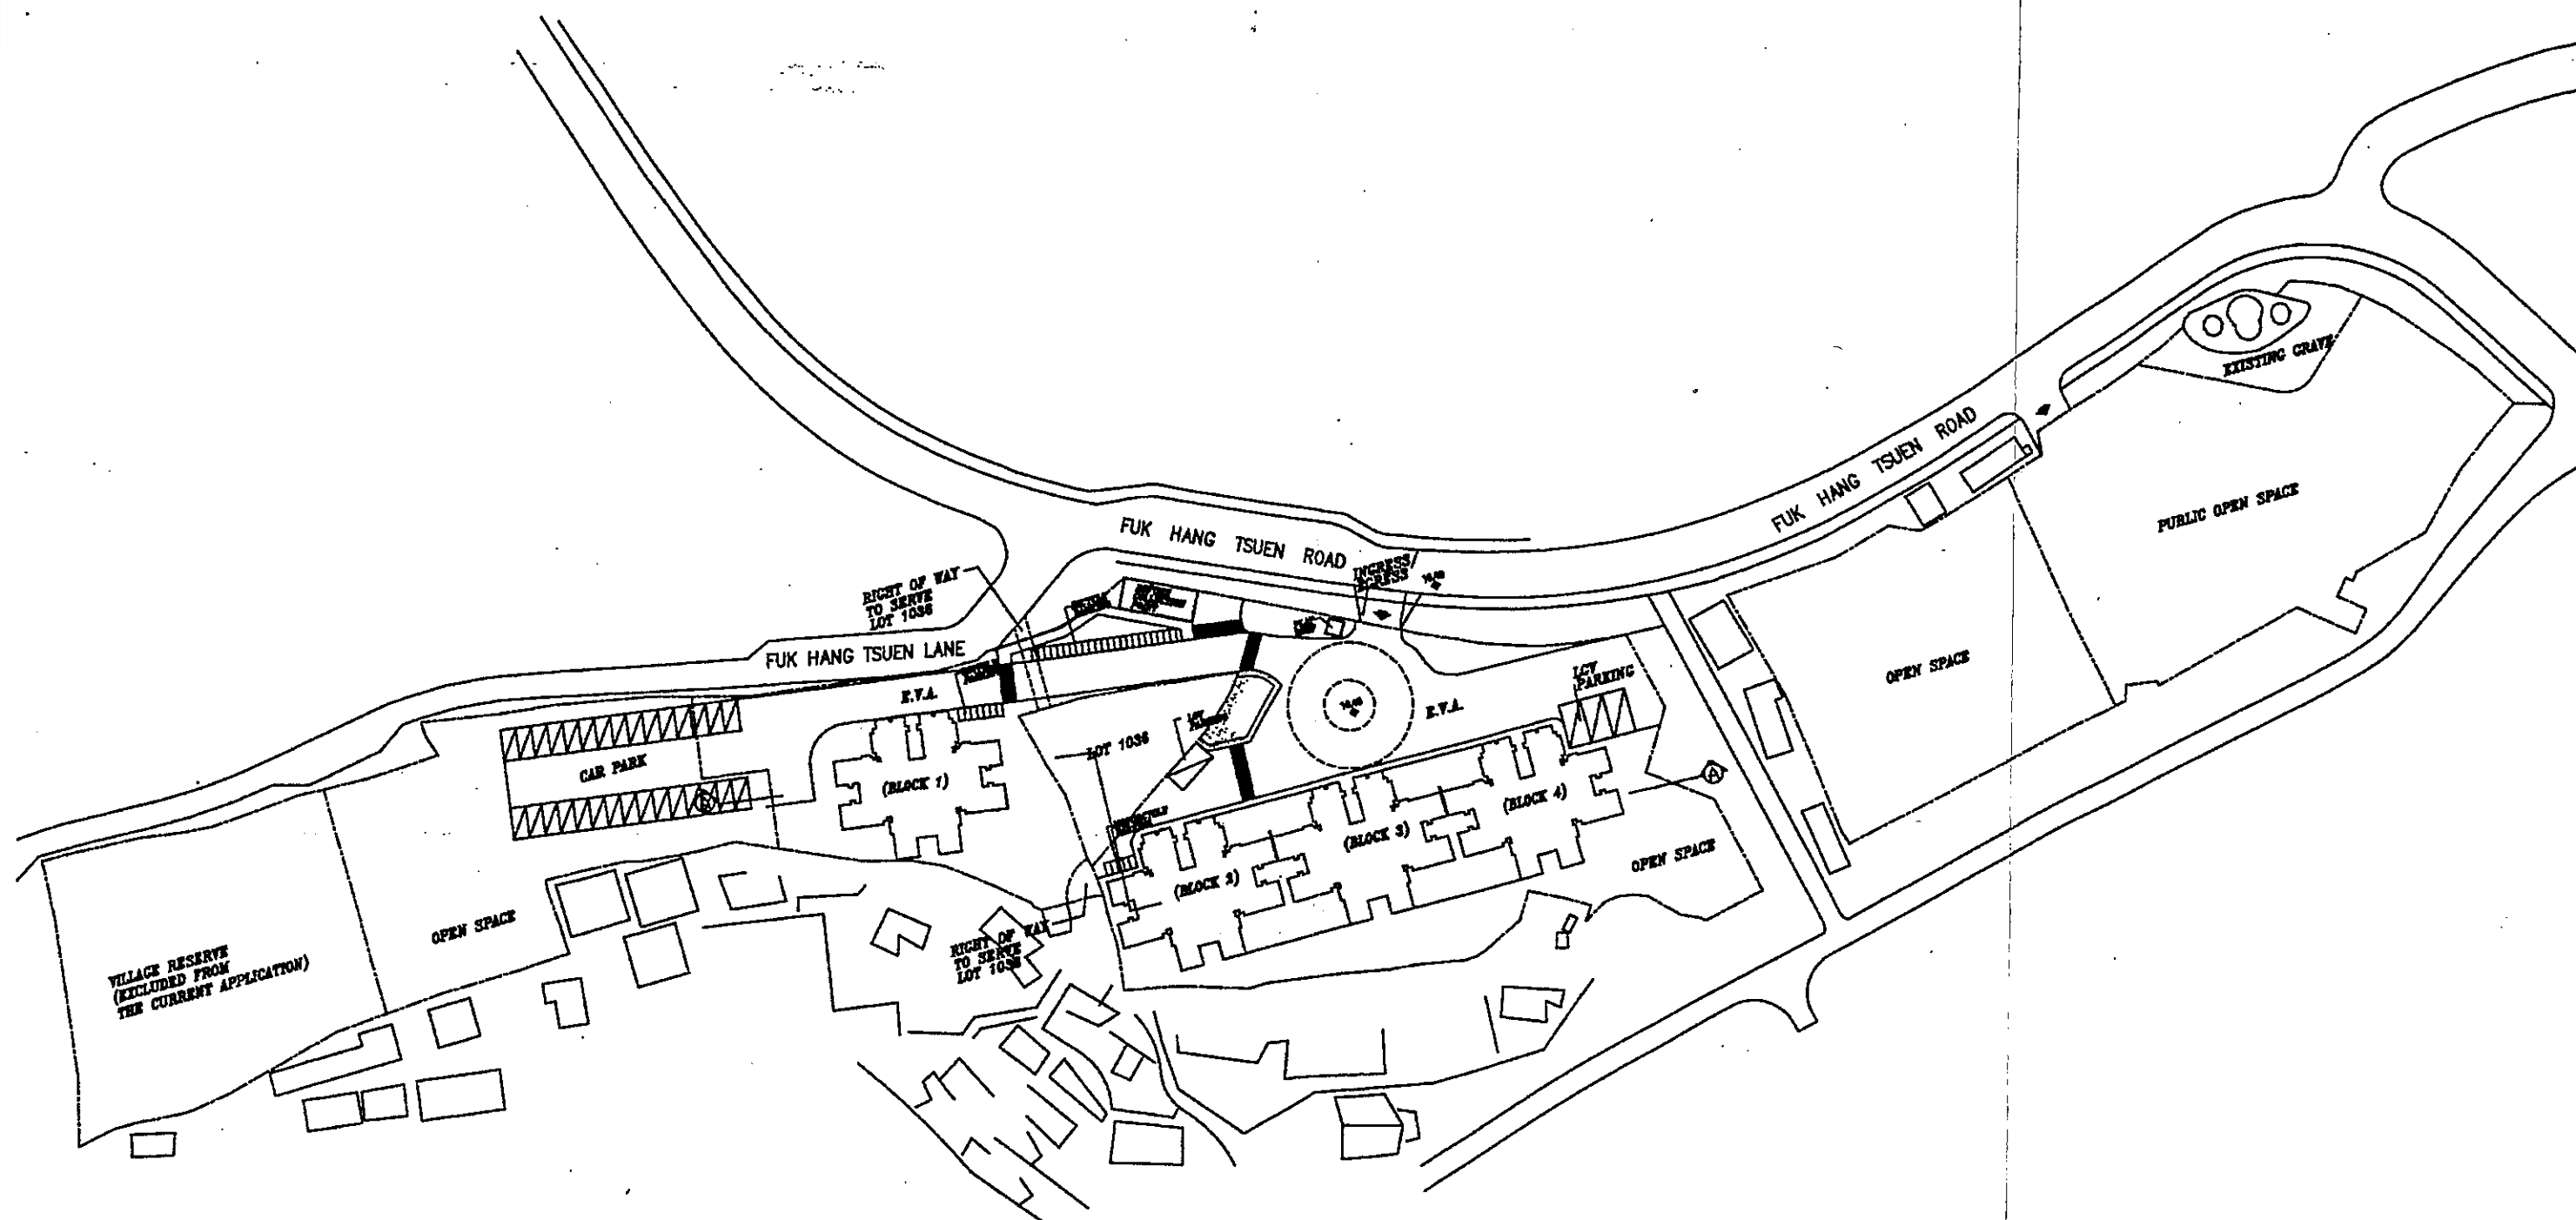 EXISTING GRAVE
FUK HANG TSUEN ROAD
PUBLIC OPEN SPACE
FUK HANG TSUEN ROAD
INGRESS/
EGRESS
RIGHT OF WAY
TO SERVE
LOT 1036
FUK HANG TSUEN LANE
OPEN SPACE
LCV
PARKING
E.V.A.
E.V.A.
LOT 1036
CAR PARK
(BLOCK 1)
A
(BLOCK 4)
(BLOCK 3)
OPEN SPACE
(BLOCK 2)
OPEN SPACE
RIGHT OF WAY
TO SERVE
LOT 1036
VILLAGE RESERVE
(EXCLUDED FROM
THE CURRENT APPLICATION)